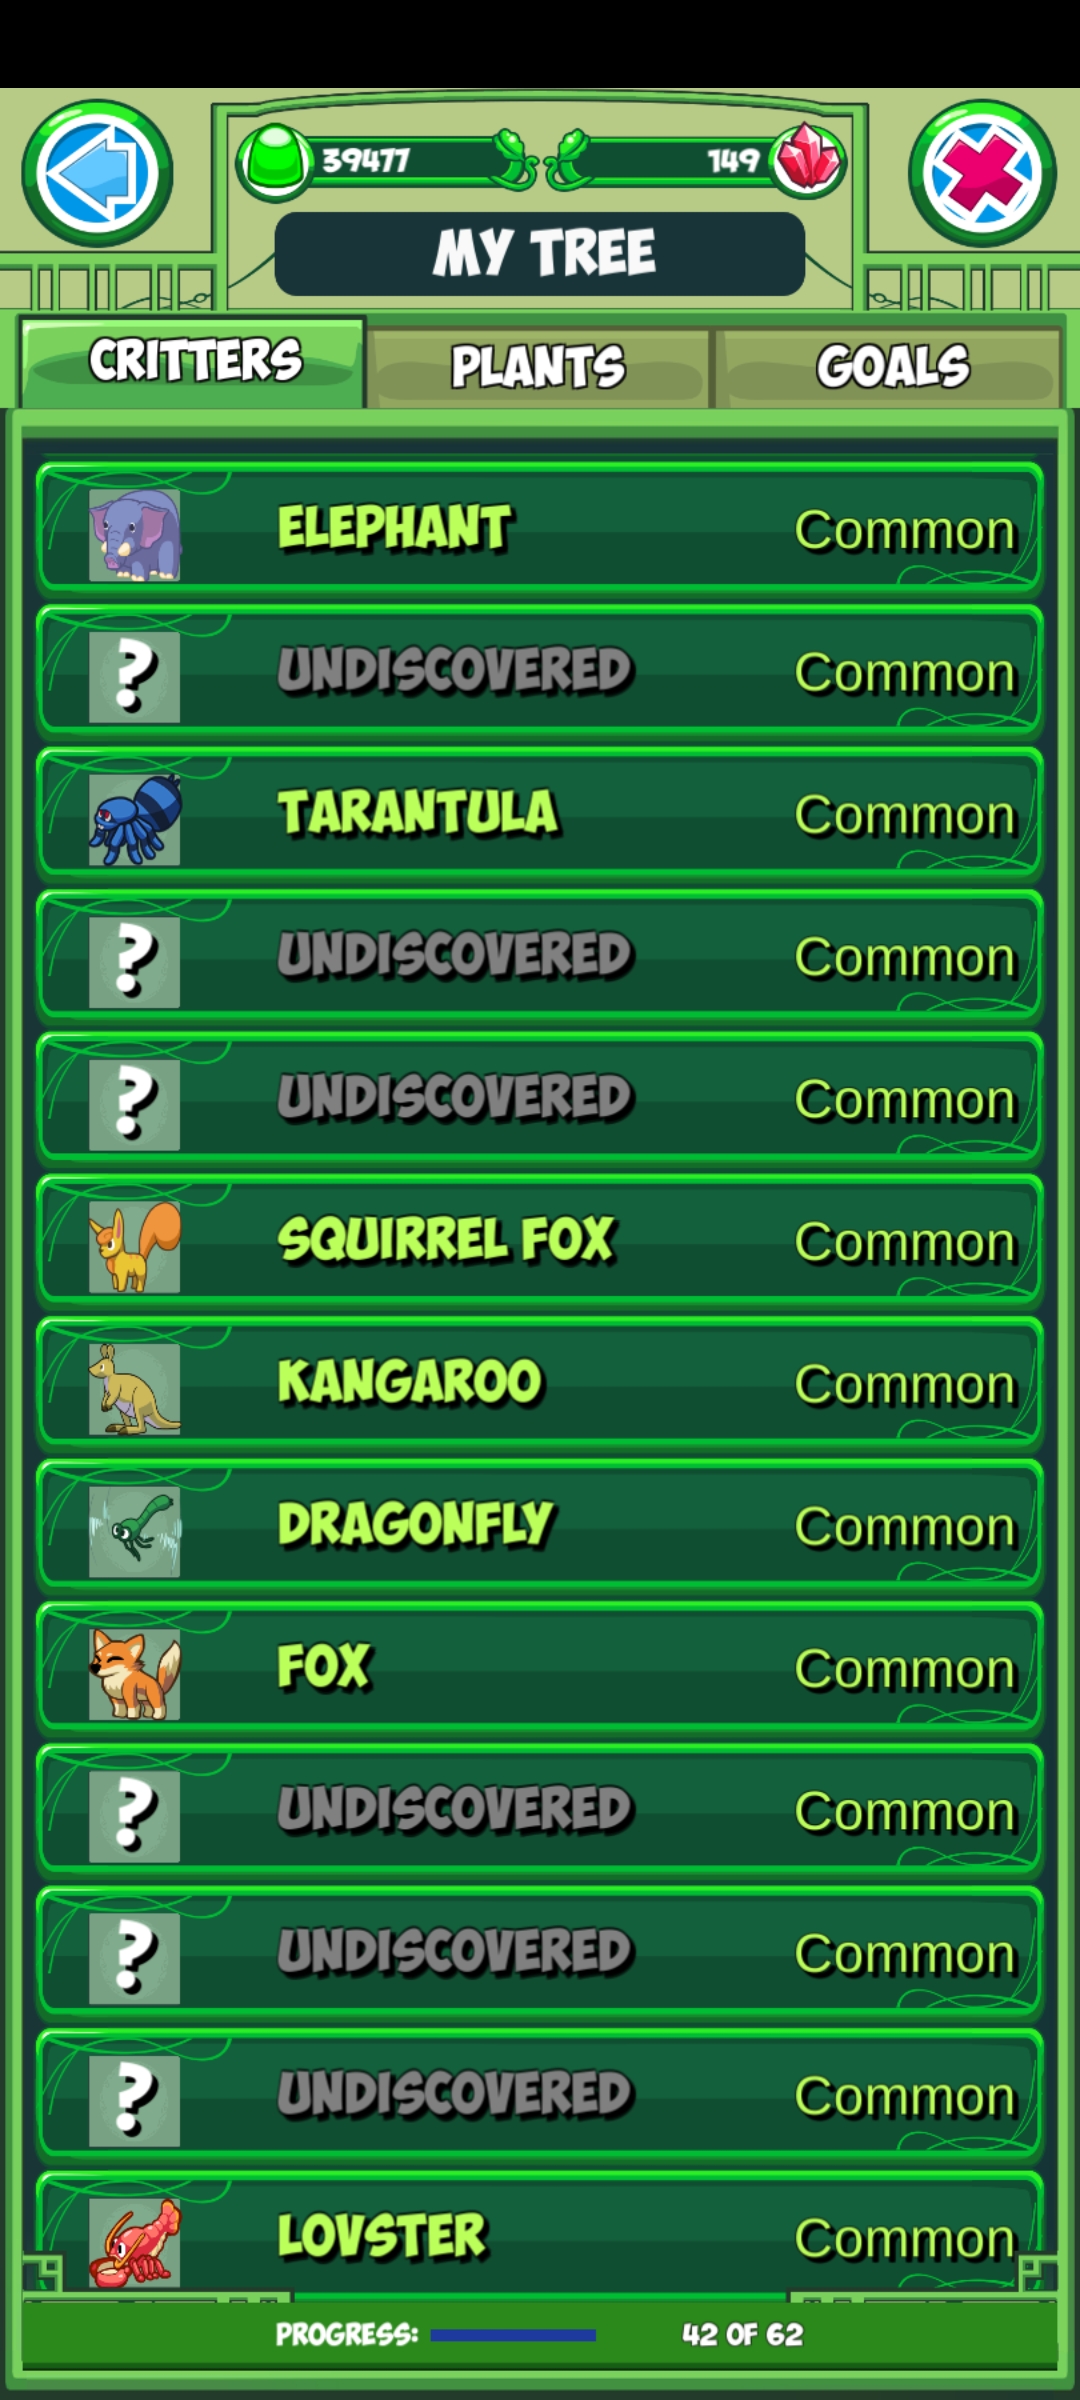 39477
149
MY TREE
CRITTERS
PLANTS
GOALS
ELEPHANT Common
? UNDISCOVERED Common
TARANTULA Common
? UNDISCOVERED Common
? UNDISCOVERED Common
SQUIRREL FOX Common
KANGAROO Common
DRAGONFLY Common
FOX Common
? UNDISCOVERED Common
? UNDISCOVERED Common
? UNDISCOVERED Common
LOVSTER Common
PROGRESS: 42 OF 62